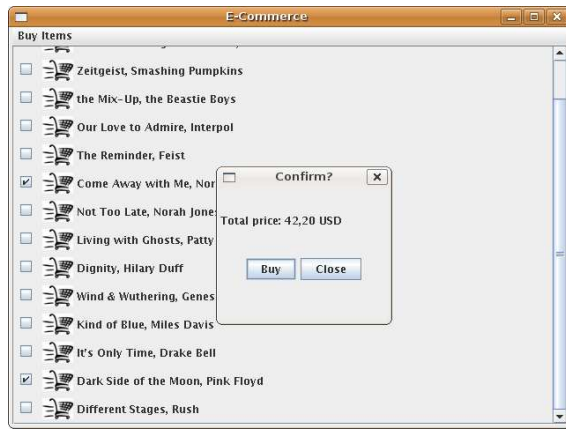 E-Commerce
Buy Items
Zeitgeist, Smashing Pumpkins
the Mix-Up, the Beastie Boys
Our Love to Admire, Interpol
The Reminder, Feist
Come Away with Me, Nor
Not Too Late, Norah Jone
Living with Ghosts, Patty
Dignity, Hilary Duff
Wind & Wuthering, Genes
Kind of Blue, Miles Davis
It's Only Time, Drake Bell
Dark Side of the Moon, Pink Floyd
Different Stages, Rush
Confirm?
Total price: 42,20 USD
Buy Close